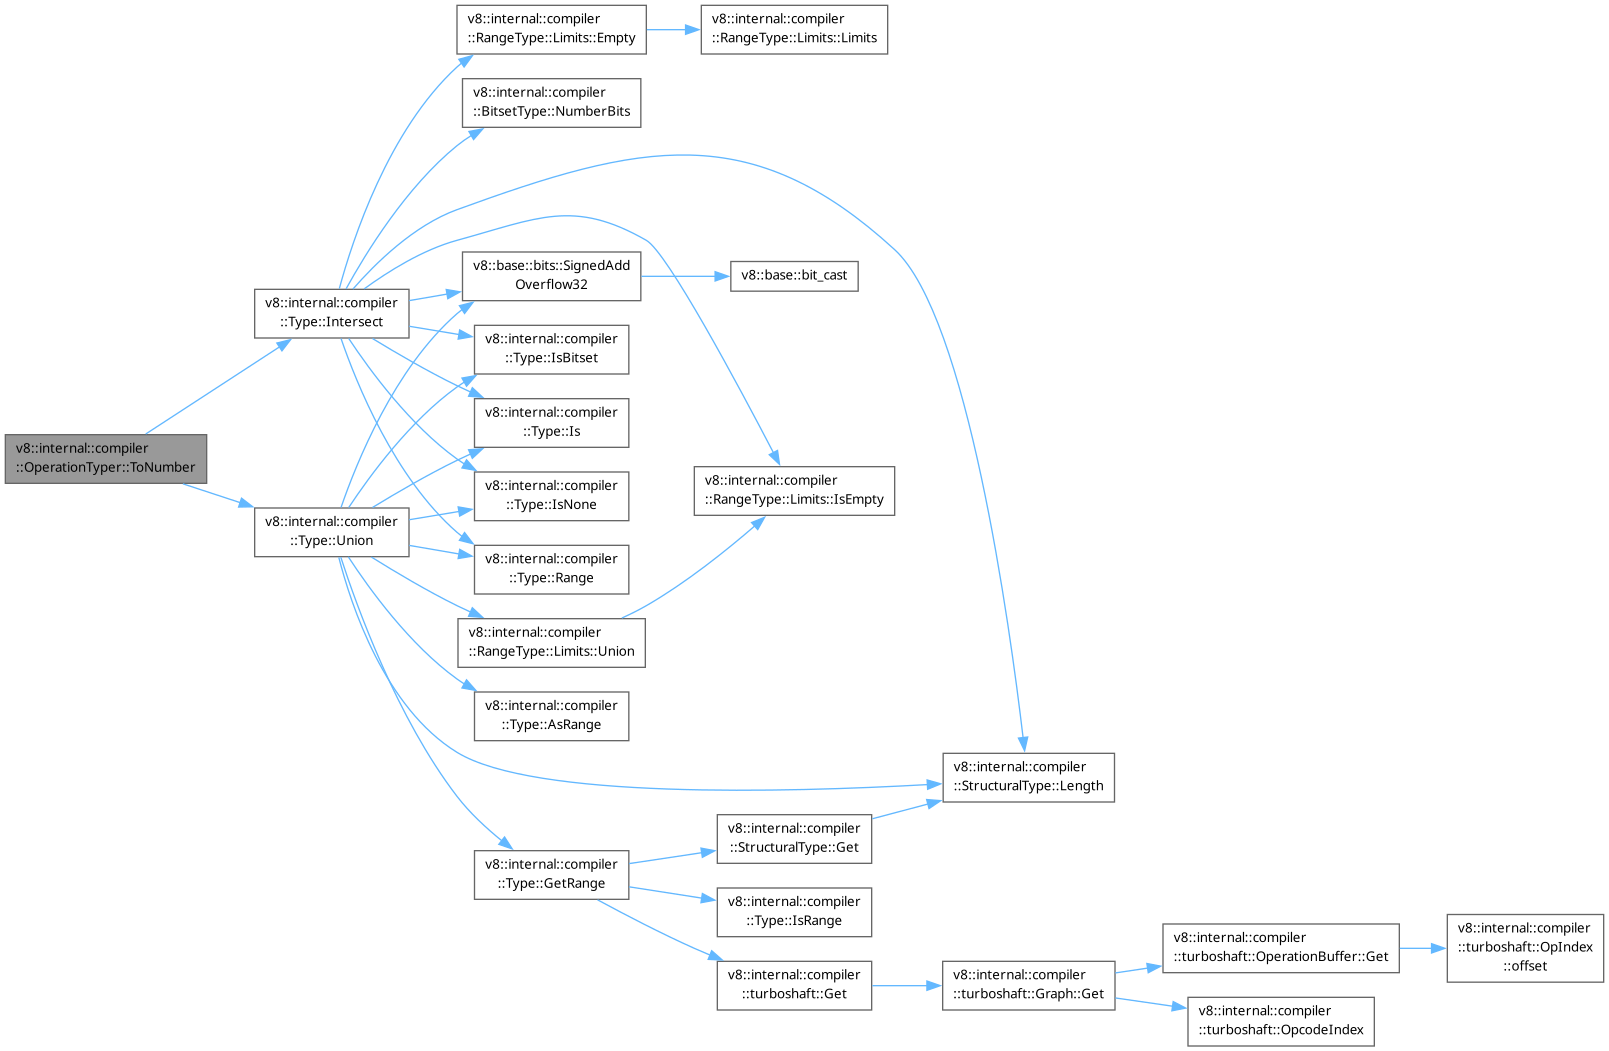 v8::internal::compiler
::RangeType::Limits::Empty
v8::internal::compiler
::RangeType::Limits::Limits
v8::internal::compiler
::BitsetType::NumberBits
v8::base::bits::SignedAdd
Overflow32
v8::base::bit_cast
v8::internal::compiler
::Type::Intersect
v8::internal::compiler
::Type::IsBitset
v8::internal::compiler
::Type::Is
v8::internal::compiler
::OperationTyper::ToNumber
v8::internal::compiler
::Type::IsNone
v8::internal::compiler
::RangeType::Limits::IsEmpty
v8::internal::compiler
::Type::Union
v8::internal::compiler
::Type::Range
v8::internal::compiler
::RangeType::Limits::Union
v8::internal::compiler
::Type::AsRange
v8::internal::compiler
::StructuralType::Length
v8::internal::compiler
::StructuralType::Get
v8::internal::compiler
::Type::GetRange
v8::internal::compiler
::Type::IsRange
v8::internal::compiler
::turboshaft::Get
v8::internal::compiler
::turboshaft::Graph::Get
v8::internal::compiler
::turboshaft::OperationBuffer::Get
v8::internal::compiler
::turboshaft::OpIndex
::offset
v8::internal::compiler
::turboshaft::OpcodeIndex